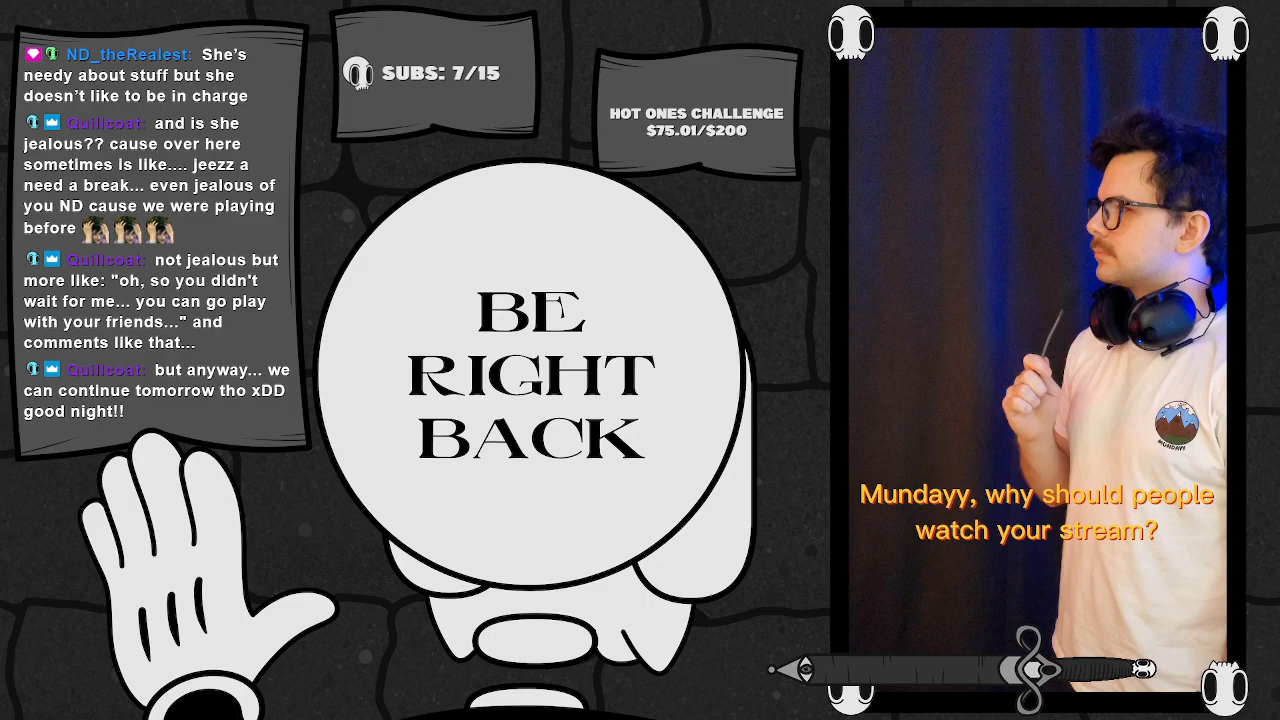 ND_theRealest: She's
needy about stuff but she
doesn't like to be in charge
Quillcoat: and is she
jealous?? cause over here
sometimes is like.... jeezz a
need a break... even jealous of
you ND cause we were playing
before
Quillcoat: not jealous but
more like: "oh, so you didn't
wait for me... you can go play
with your friends..." and
comments like that...
Quillcoat: but anyway... we
can continue tomorrow tho xDD
good night!!
SUBS: 7/15
HOT ONES CHALLENGE
$75.01/$200
BE
RIGHT
BACK
MUNDAYY
Mundayy, why should people
watch your stream?